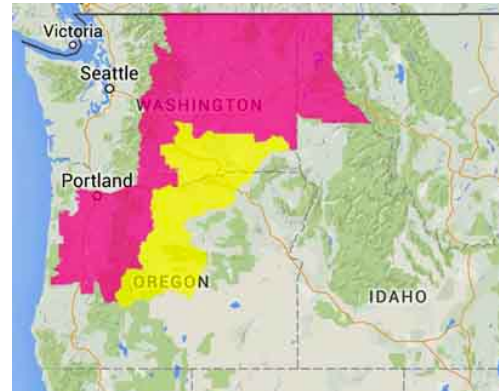 Victoria
Seattle
WASHINGTON
Portland
OREGON
IDAHO